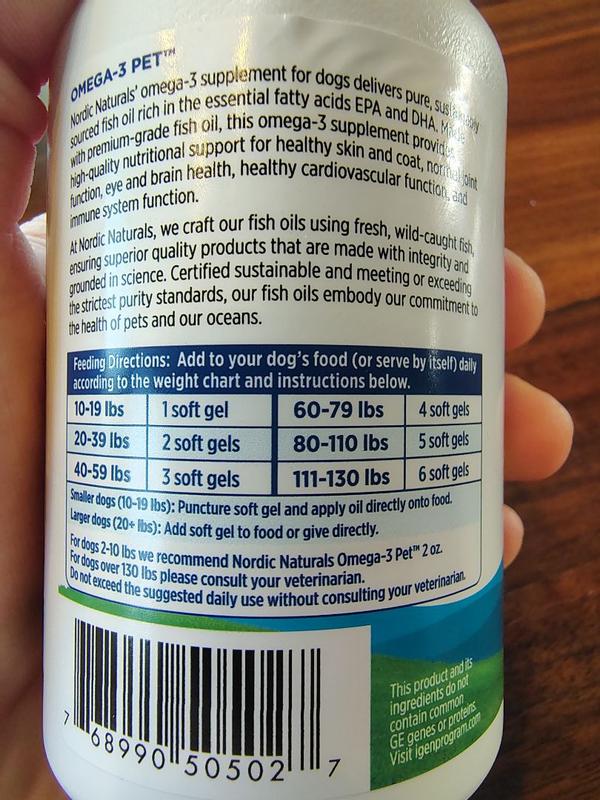 OMEGA-3 PET™
Nordic Naturals' omega-3 supplement for dogs delivers pure, sustainably
sourced fish oil rich in the essential fatty acids EPA and DHA. Made
with premium-grade fish oil, this omega-3 supplement provides
high-quality nutritional support for healthy skin and coat, normal joint
function, eye and brain health, healthy cardiovascular function, and
immune system function.
At Nordic Naturals, we craft our fish oils using fresh, wild-caught fish,
ensuring superior quality products that are made with integrity and
grounded in science. Certified sustainable and meeting or exceeding
the strictest purity standards, our fish oils embody our commitment to
the health of pets and our oceans.
Feeding Directions: Add to your dog's food (or serve by itself) daily
according to the weight chart and instructions below.
10-19 lbs 1 soft gel 60-79 lbs 4 soft gels
20-39 lbs 2 soft gels 80-110 lbs 5 soft gels
40-59 lbs 3 soft gels 111-130 lbs 6 soft gels
Smaller dogs (10-19 lbs): Puncture soft gel and apply oil directly onto food.
Larger dogs (20+ lbs): Add soft gel to food or give directly.
For dogs 2-10 lbs we recommend Nordic Naturals Omega-3 Pet™ 2 oz.
For dogs over 130 lbs please consult your veterinarian.
Do not exceed the suggested daily use without consulting your veterinarian.
This product and its
ingredients do not
contain common
GE genes or proteins.
Visit igenprogram.com
7 68990 50502 7